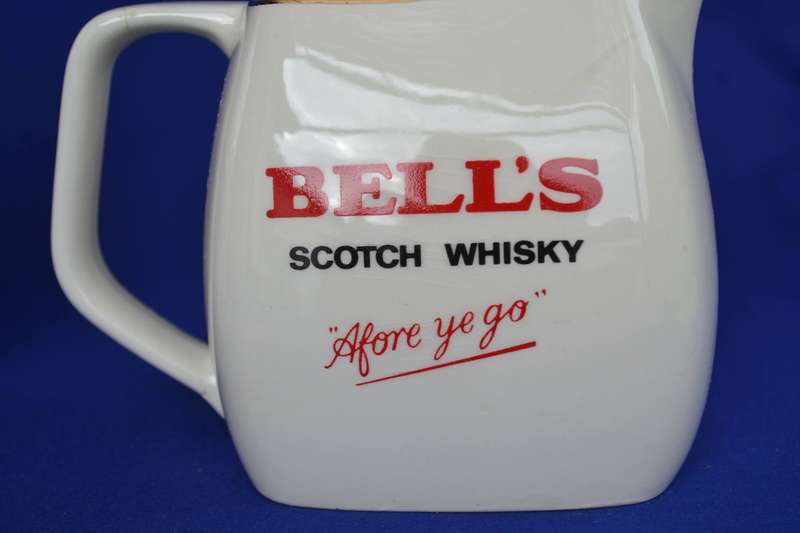 BELL'S
SCOTCH WHISKY
"Afore ye go"